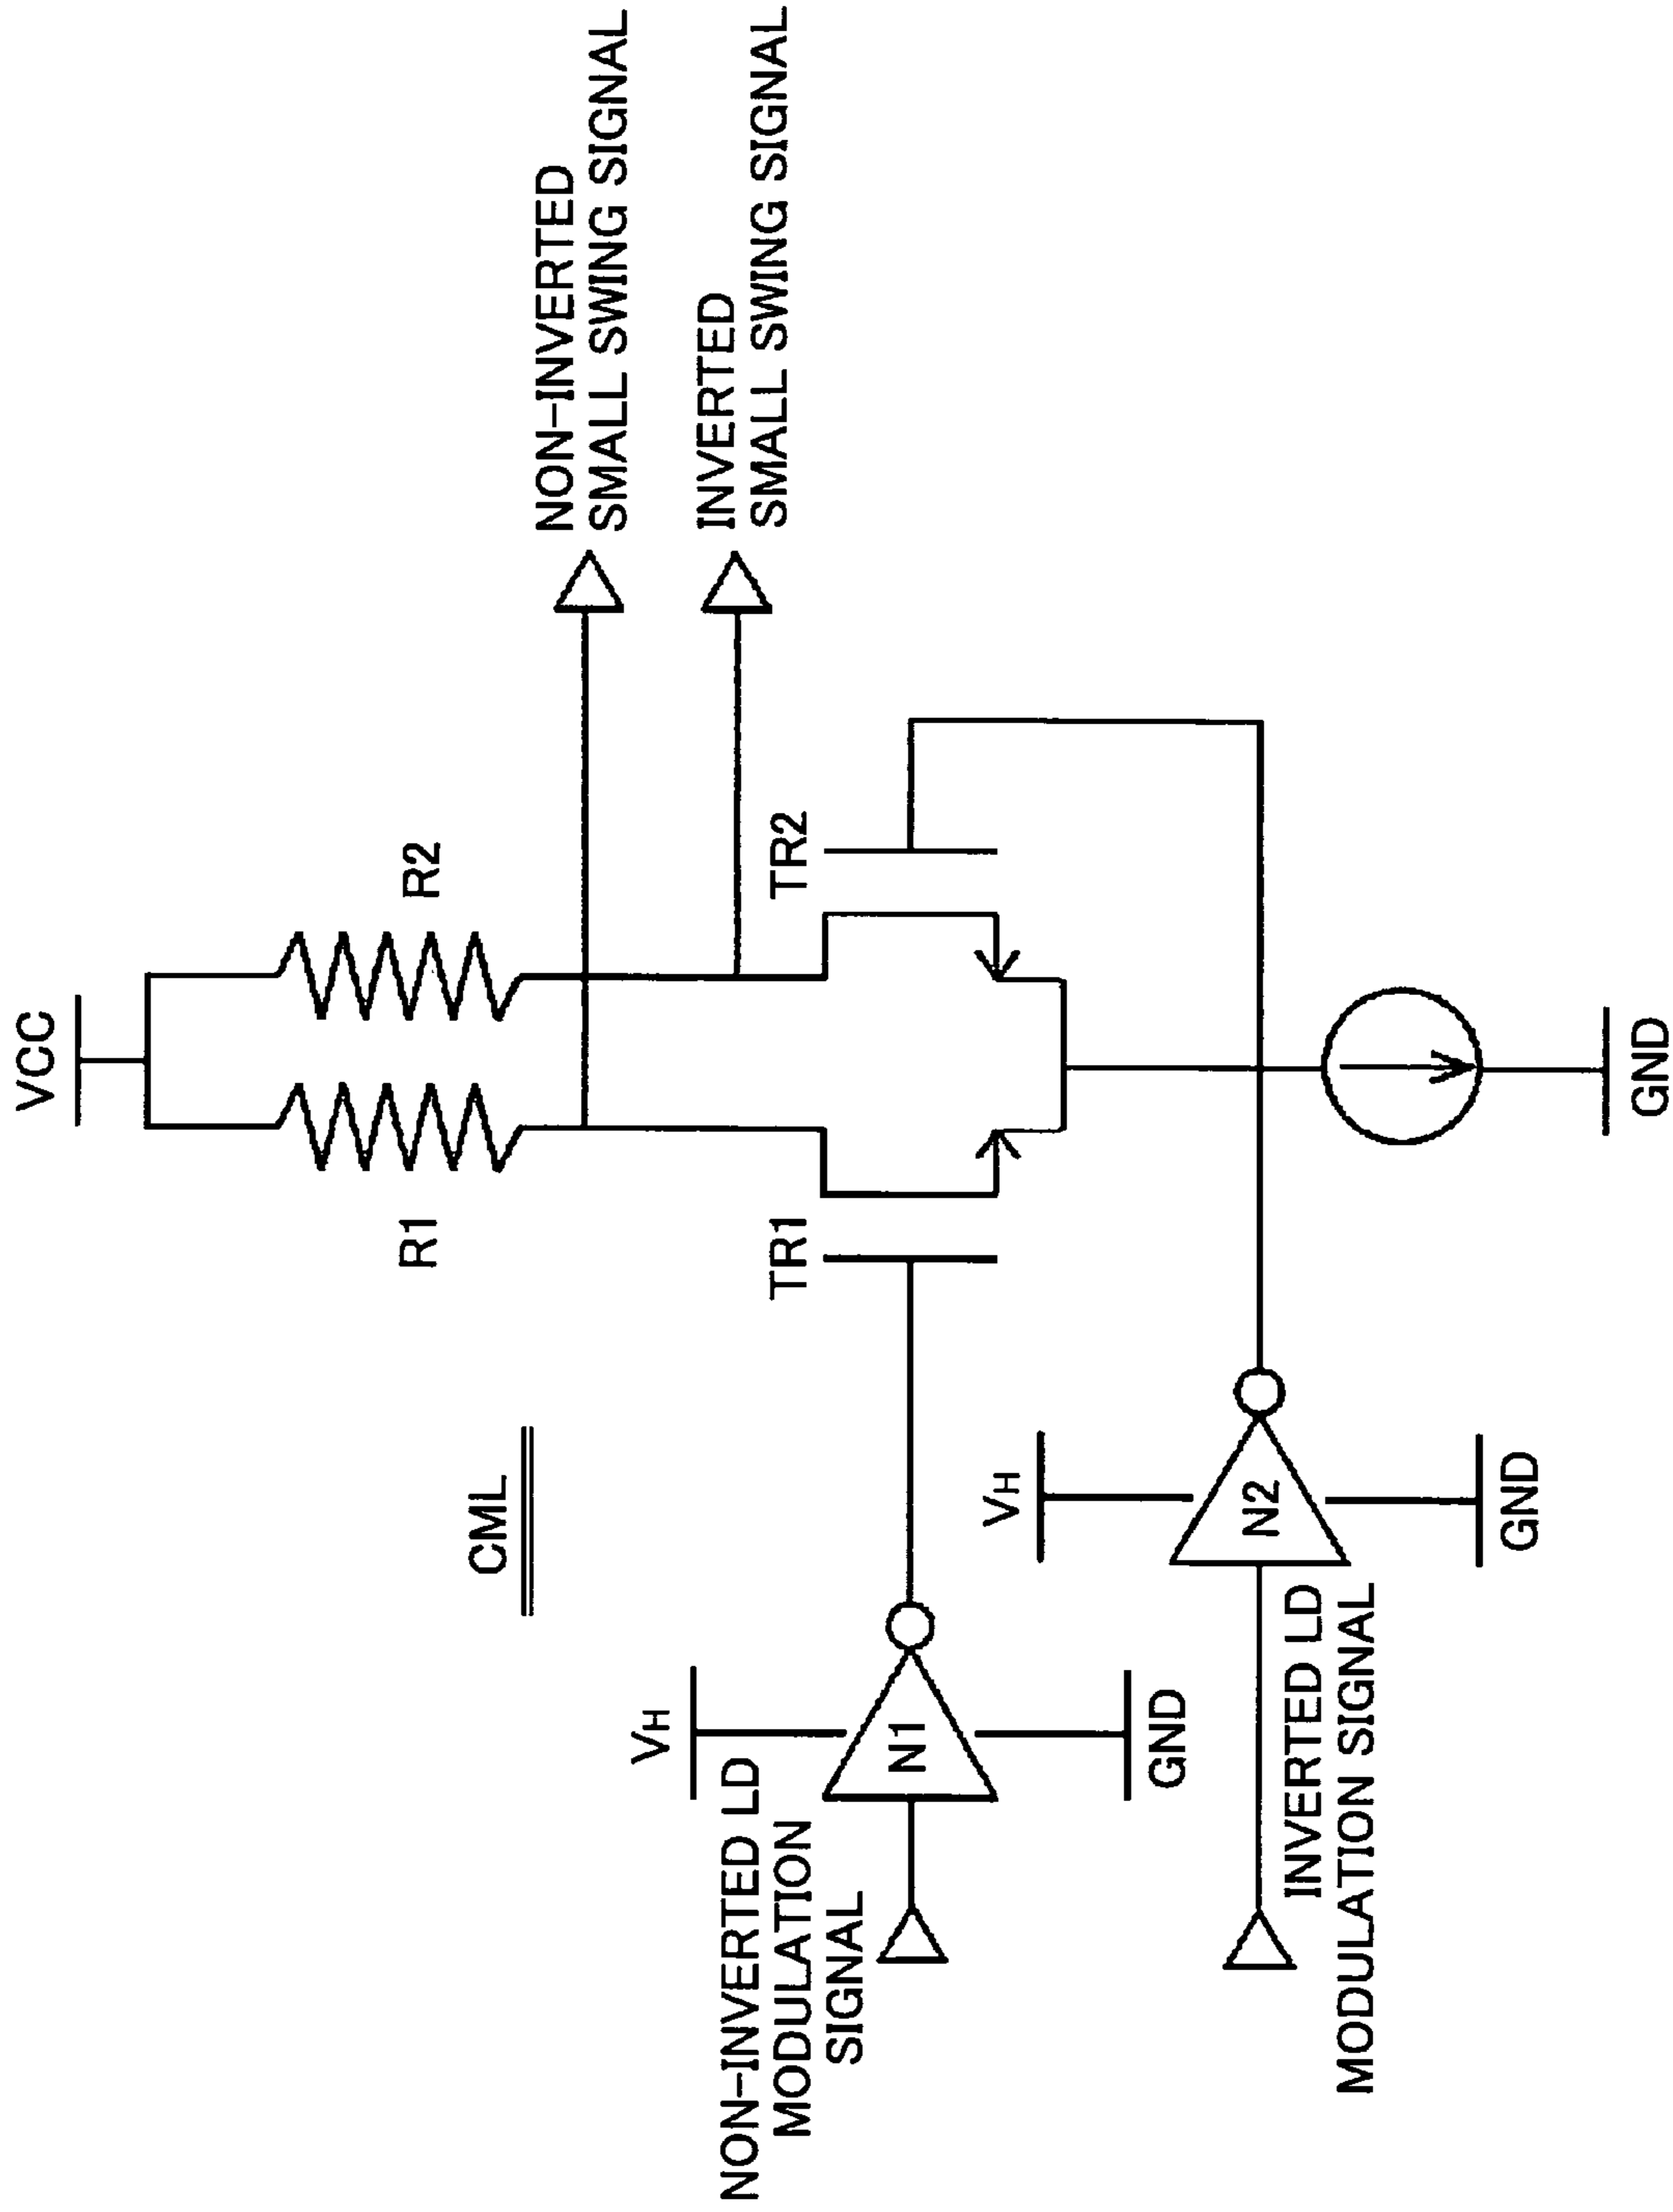 VCC
R1
R2
NON-INVERTED
SMALL SWING SIGNAL
INVERTED
SMALL SWING SIGNAL
CML
TR1
TR2
NON-INVERTED LD
MODULATION
SIGNAL
VH
N1
GND
VH
N2
GND
INVERTED LD
MODULATION SIGNAL
GND